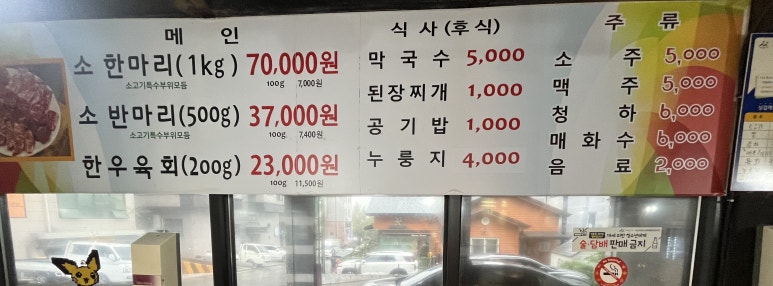 메 인
소 한마리(1kg) 70,000원
소고기특수부위모듬 100g 7,000원
소 반마리(500g) 37,000원
소고기특수부위모듬 100g 7,400원
한우육회(200g) 23,000원
100g 11,500원
식 사(후식)
막국수 5,000
된장찌개 1,000
공기밥 1,000
누룽지 4,000
주 류
소 주 5,000
맥 주 5,000
청 하 6,000
매화수 6,000
음 료 2,000
술·담배 판매금지